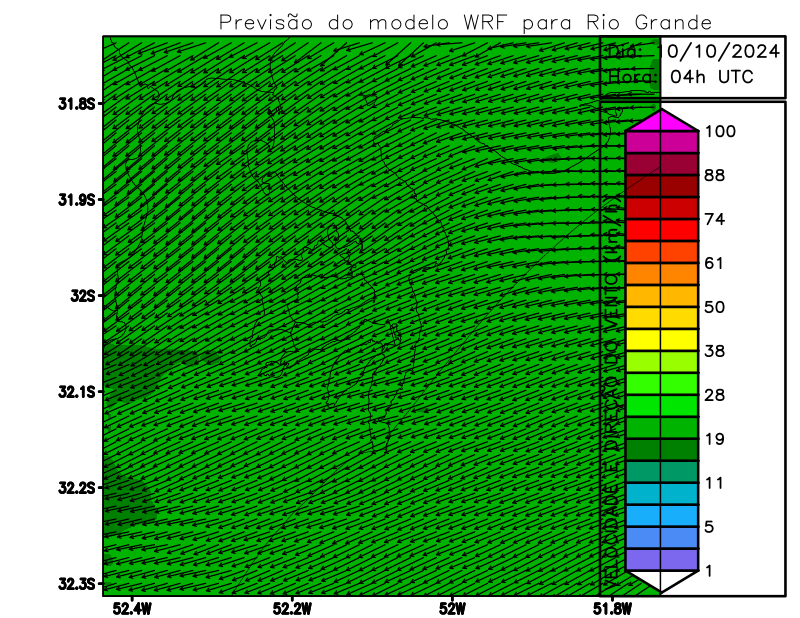 Previsão do modelo WRF para Rio Grande
Dia: 10/10/2024
Hora: 04h UTC
31.8S
31.9S
32S
32.1S
32.2S
32.3S
52.4W
52.2W
52W
51.8W
VELOCIDADE E DIREÇÃO DO VENTO (km/h)
100
88
74
61
50
38
28
19
11
5
1